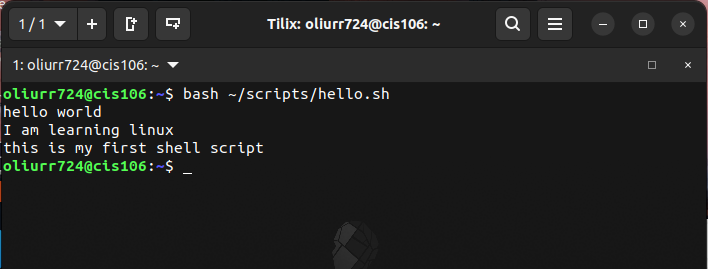 1 / 1
Tilix: oliurr724@cis106: ~
1: oliurr724@cis106: ~
oliurr724@cis106:~$ bash ~/scripts/hello.sh
hello world
I am learning linux
this is my first shell script
oliurr724@cis106:~$ _